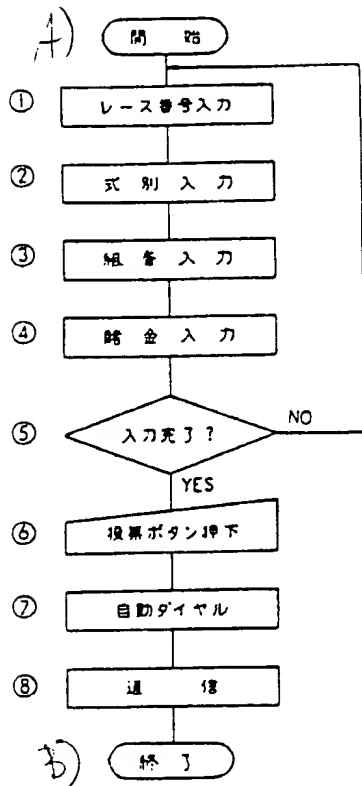 A) 開始
① レース番号入力
② 式別入力
③ 組番入力
④ 賭金入力
⑤ 入力完了? NO
YES
⑥ 投票ボタン押下
⑦ 自動ダイヤル
⑧ 通信
B) 終了